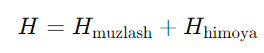 H = H_muzlash + H_himoya